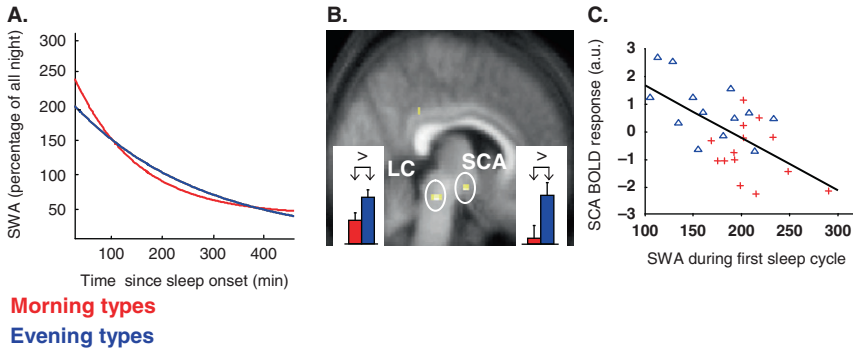 A.
SWA (percentage of all night)
300
250
200
150
100
50
100 200 300 400
Time since sleep onset (min)
Morning types
Evening types
B.
LC
SCA
>
>
C.
SCA BOLD response (a.u.)
3
2
1
0
–1
–2
–3
100 150 200 250 300
SWA during first sleep cycle